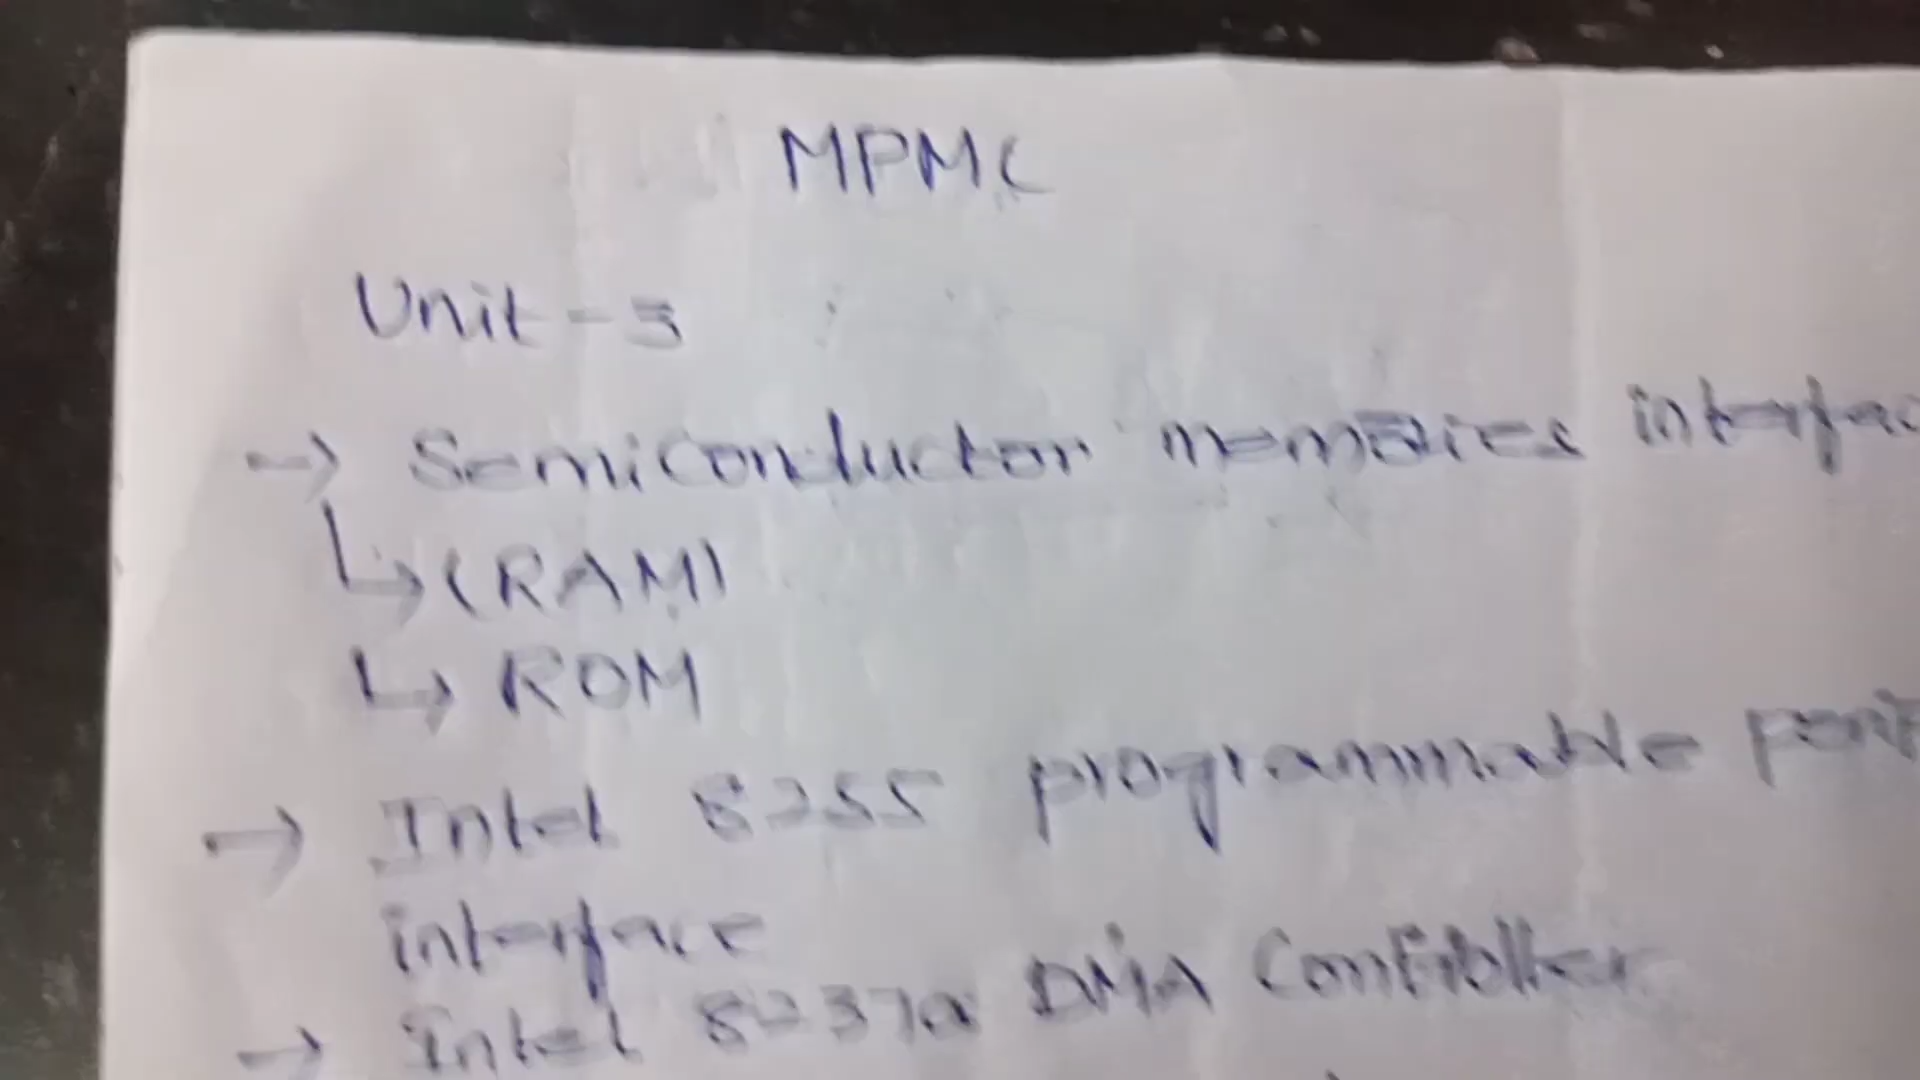 MPMC
Unit - 3
→ Semiconductor memories interfac
↳ (RAM)
↳ ROM
→ Intel 8255 programmable port
interface
→ Intel 8237a DMA Controller